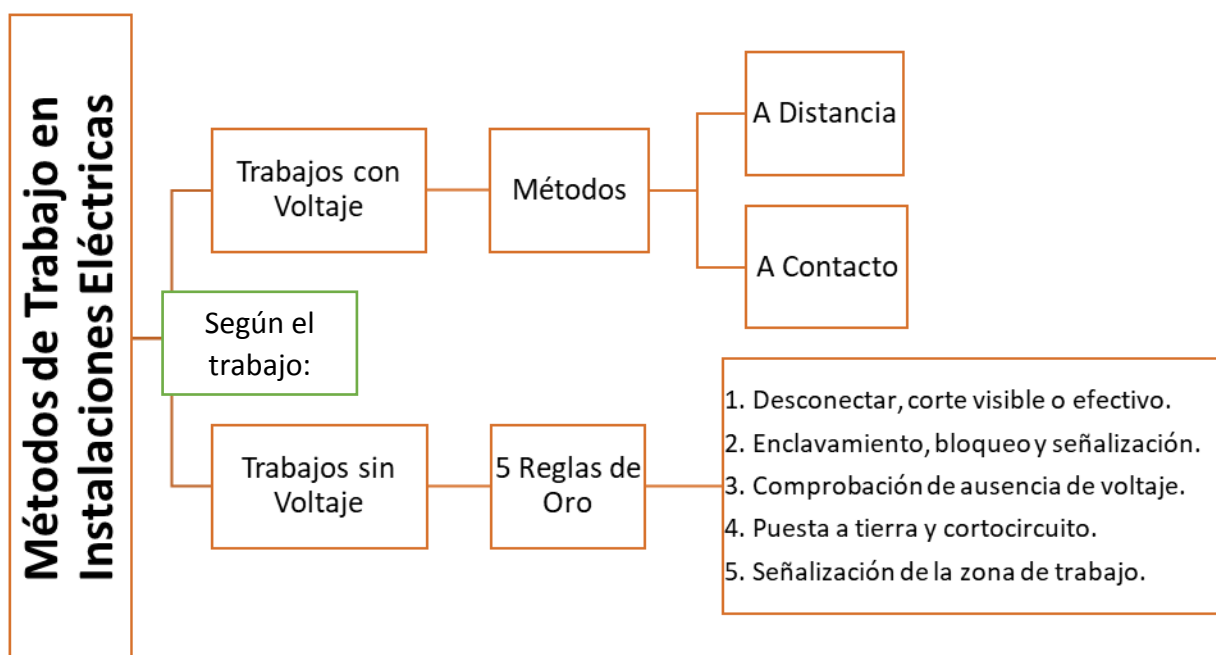 Métodos de Trabajo en
Instalaciones Eléctricas
Según el
trabajo:
Trabajos con
Voltaje
Métodos
A Distancia
A Contacto
Trabajos sin
Voltaje
5 Reglas de
Oro
1. Desconectar, corte visible o efectivo.
2. Enclavamiento, bloqueo y señalización.
3. Comprobación de ausencia de voltaje.
4. Puesta a tierra y cortocircuito.
5. Señalización de la zona de trabajo.